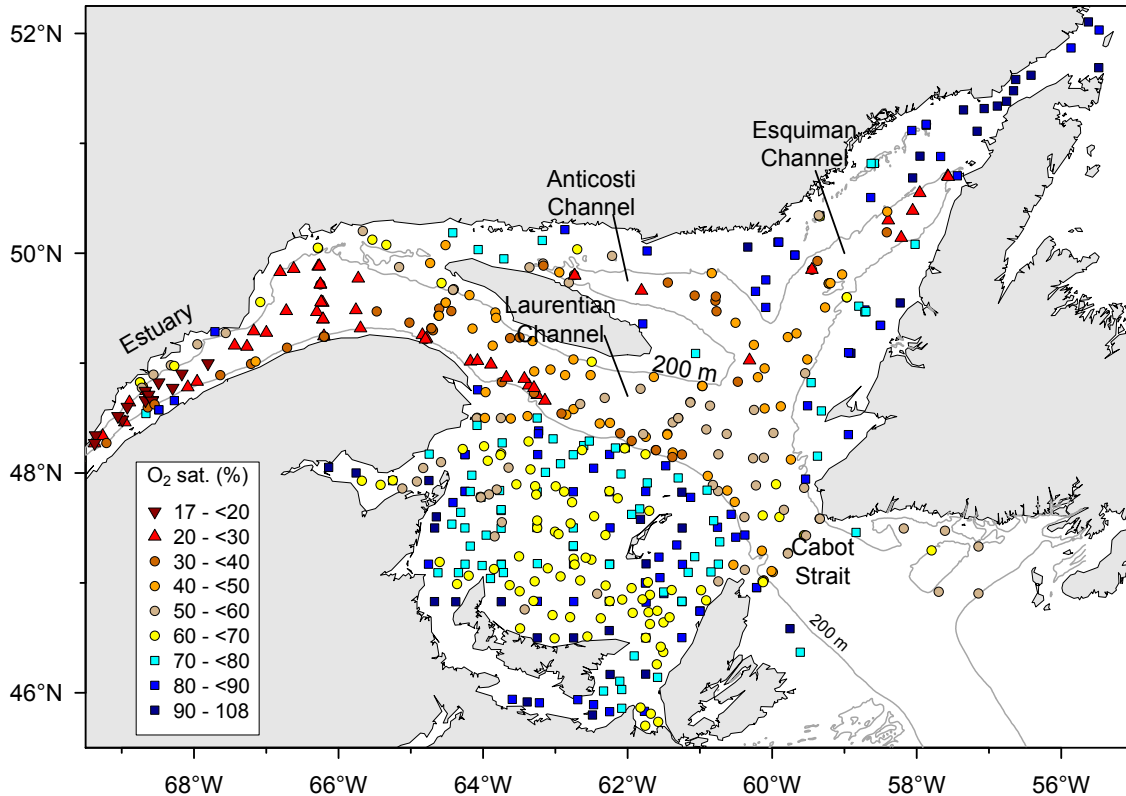 52°N
50°N
48°N
46°N
Esquiman
Channel
Anticosti
Channel
Laurentian
Channel
Estuary
200 m
Cabot
Strait
200 m
O₂ sat. (%)
17 - <20
20 - <30
30 - <40
40 - <50
50 - <60
60 - <70
70 - <80
80 - <90
90 - 108
68°W 66°W 64°W 62°W 60°W 58°W 56°W